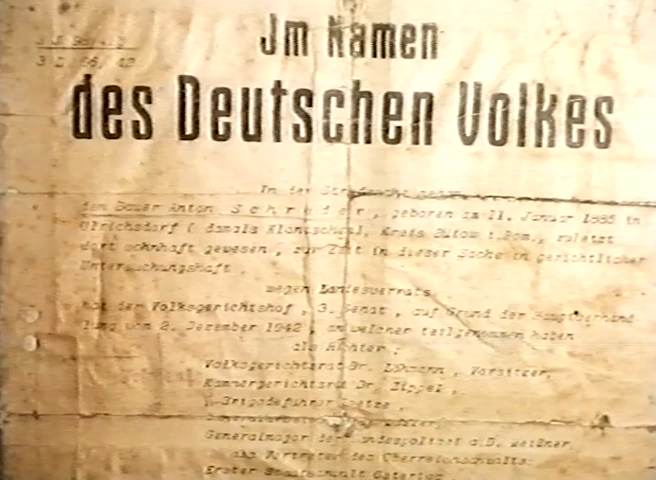 Jm Namen
des Deutschen Volkes
In der Strafsache gegen
den Bauer Anton Schrader, geboren am 11. Januar 1885 in
Ulrichsdorf (damals Klontschen), Kreis Bütow i.Pom., zuletzt
dort wohnhaft gewesen, zur Zeit in dieser Sache in gerichtlicher
Untersuchungshaft,
wegen Landesverrats
hat der Volksgerichtshof, 3. Senat, auf Grund der Hauptverhand
lung vom 2. Dezember 1942, an welcher teilgenommen haben
als Richter:
Volksgerichtsrat Dr. Lohmann, Vorsitzer,
Kammergerichtsrat Dr. Zippel,
Brigadeführer
Generalmajor der Landespolizei a.D. Meißner,
als Vertreter des Oberreichsanwalts:
Erster Staatsanwalt